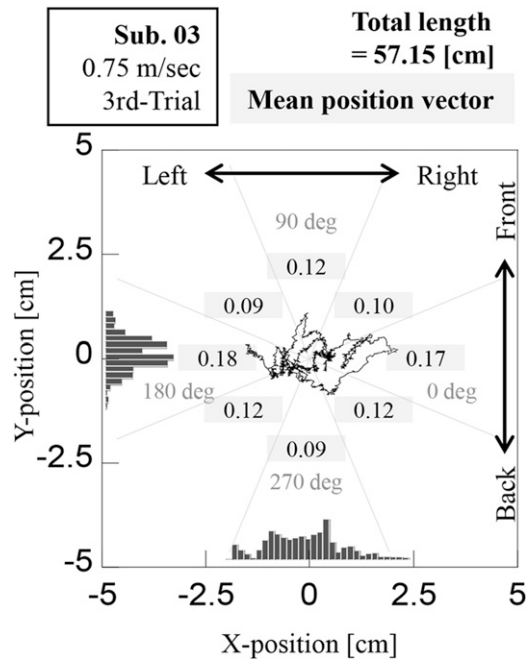 Sub. 03
0.75 m/sec
3rd-Trial
Total length
= 57.15 [cm]
Mean position vector
5
Left
Right
Front
90 deg
2.5
0.12
0.09
0.10
Y-position [cm]
0
0.18
0.17
180 deg
0 deg
0.12
0.12
-2.5
0.09
270 deg
Back
-5
-5
-2.5
0
2.5
5
X-position [cm]